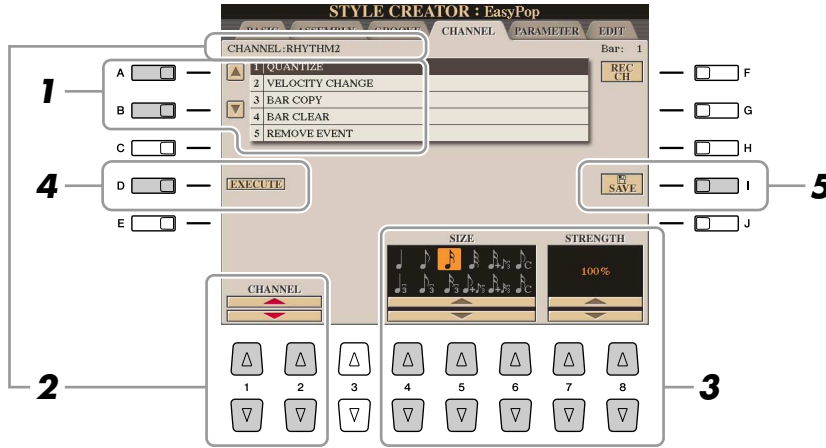 STYLE CREATOR : EasyPop
BASIC ASSEMBLY GROOVE CHANNEL PARAMETER EDIT
CHANNEL:RHYTHM2
Bar: 1
1 QUANTIZE
2 VELOCITY CHANGE
3 BAR COPY
4 BAR CLEAR
5 REMOVE EVENT
REC
CH
EXECUTE
SAVE
SIZE
STRENGTH
100%
CHANNEL
A
B
C
D
E
F
G
H
I
J
1
4
5
2
3
1 2 3 4 5 6 7 8